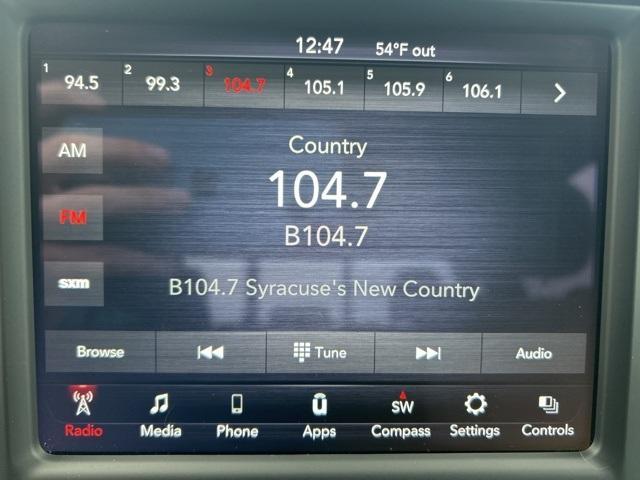 12:47 54°F out
1 94.5 2 99.3 3 104.7 4 105.1 5 105.9 6 106.1
AM
Country
104.7
FM
B104.7
sxm
B104.7 Syracuse's New Country
Browse Tune Audio
SW
Radio Media Phone Apps Compass Settings Controls